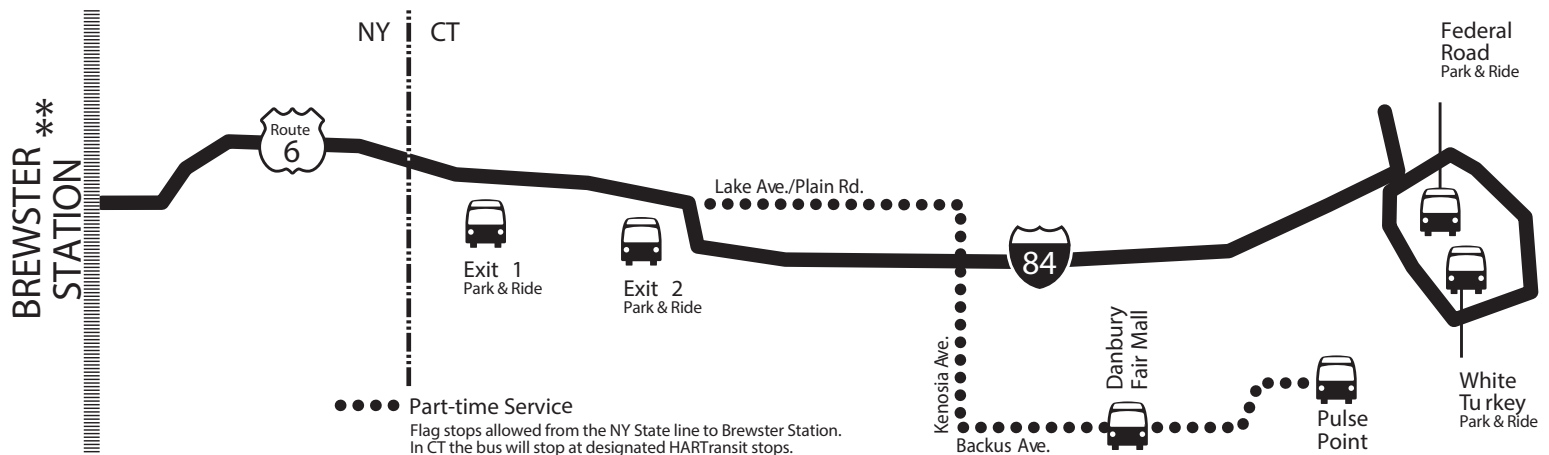 BREWSTER **
STATION
Route
6
NY
CT
Exit 1
Park & Ride
Exit 2
Park & Ride
Lake Ave./Plain Rd.
84
Federal
Road
Park & Ride
Kenosia Ave.
Backus Ave.
Danbury
Fair Mall
Pulse
Point
White
Tu rkey
Park & Ride
Part-time Service
Flag stops allowed from the NY State line to Brewster Station.
In CT the bus will stop at designated HARTransit stops.